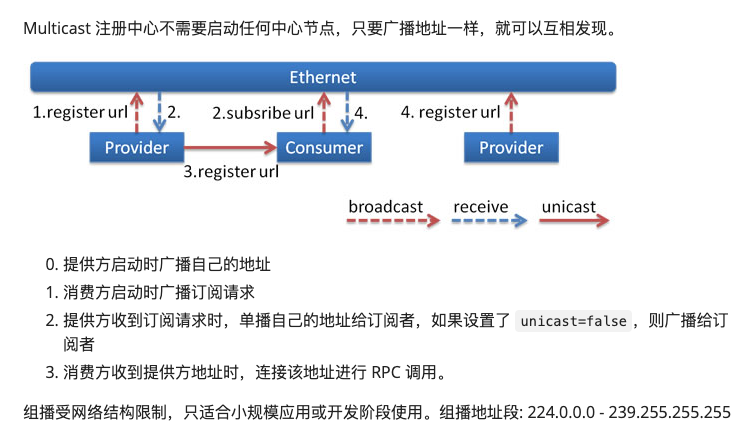 Multicast 注册中心不需要启动任何中心节点，只要广播地址一样，就可以互相发现。
Ethernet
1.register url
2.
2.subsribe url
4.
4. register url
Provider
Consumer
Provider
3.register url
broadcast
receive
unicast
0. 提供方启动时广播自己的地址
1. 消费方启动时广播订阅请求
2. 提供方收到订阅请求时，单播自己的地址给订阅者，如果设置了 unicast=false，则广播给订
阅者
3. 消费方收到提供方地址时，连接该地址进行 RPC 调用。
组播受网络结构限制，只适合小规模应用或开发阶段使用。组播地址段: 224.0.0.0 - 239.255.255.255